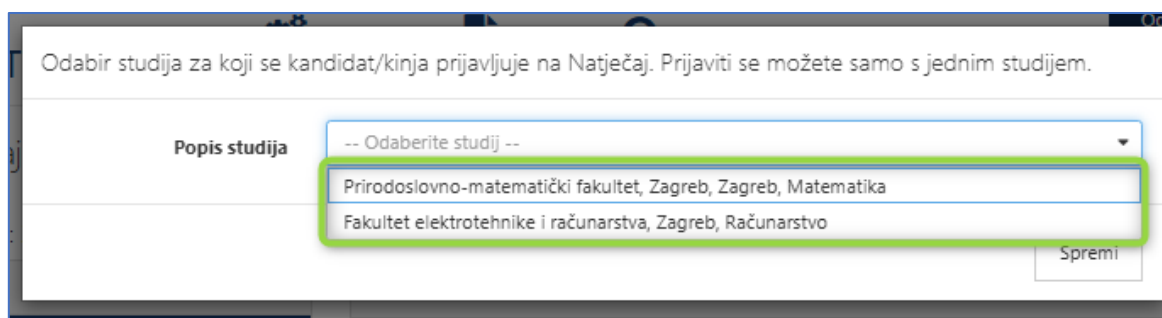 Odabir studija za koji se kandidat/kinja prijavljuje na Natječaj. Prijaviti se možete samo s jednim studijem.
Popis studija
-- Odaberite studij --
Prirodoslovno-matematički fakultet, Zagreb, Zagreb, Matematika
Fakultet elektrotehnike i računarstva, Zagreb, Računarstvo
Spremi